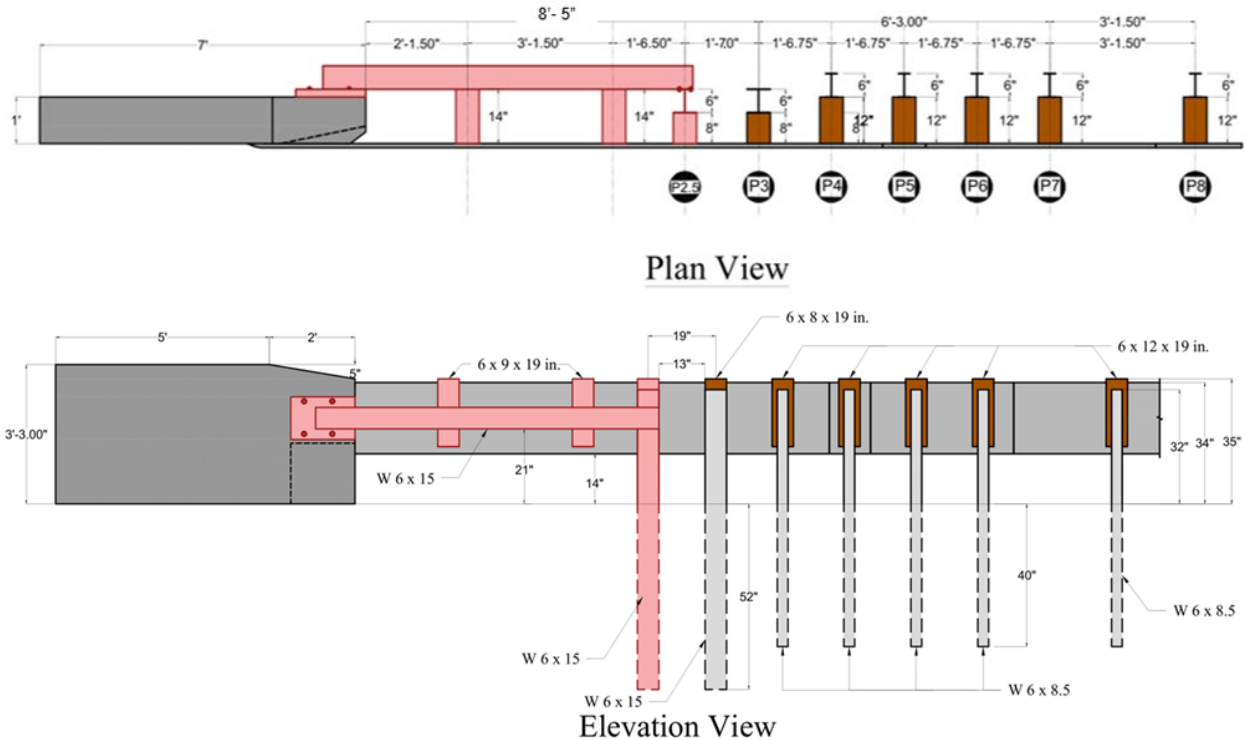 8'- 5"
6'-3.00"
3'-1.50"
7'
2'-1.50"
3'-1.50"
1'-6.50"
1'-7.0"
1'-6.75"
1'-6.75"
1'-6.75"
1'-6.75"
3'-1.50"
1'
14"
14"
6"
8"
6"
8"
6"
8"
12"
6"
12"
6"
12"
6"
12"
6"
12"
P2.5
P3
P4
P5
P6
P7
P8
Plan View
6 x 8 x 19 in.
5'
2'
19"
6 x 9 x 19 in.
13"
6 x 12 x 19 in.
5"
3'-3.00"
W 6 x 15
21"
14"
32"
34"
35"
52"
40"
W 6 x 8.5
W 6 x 15
W 6 x 15
W 6 x 8.5
Elevation View